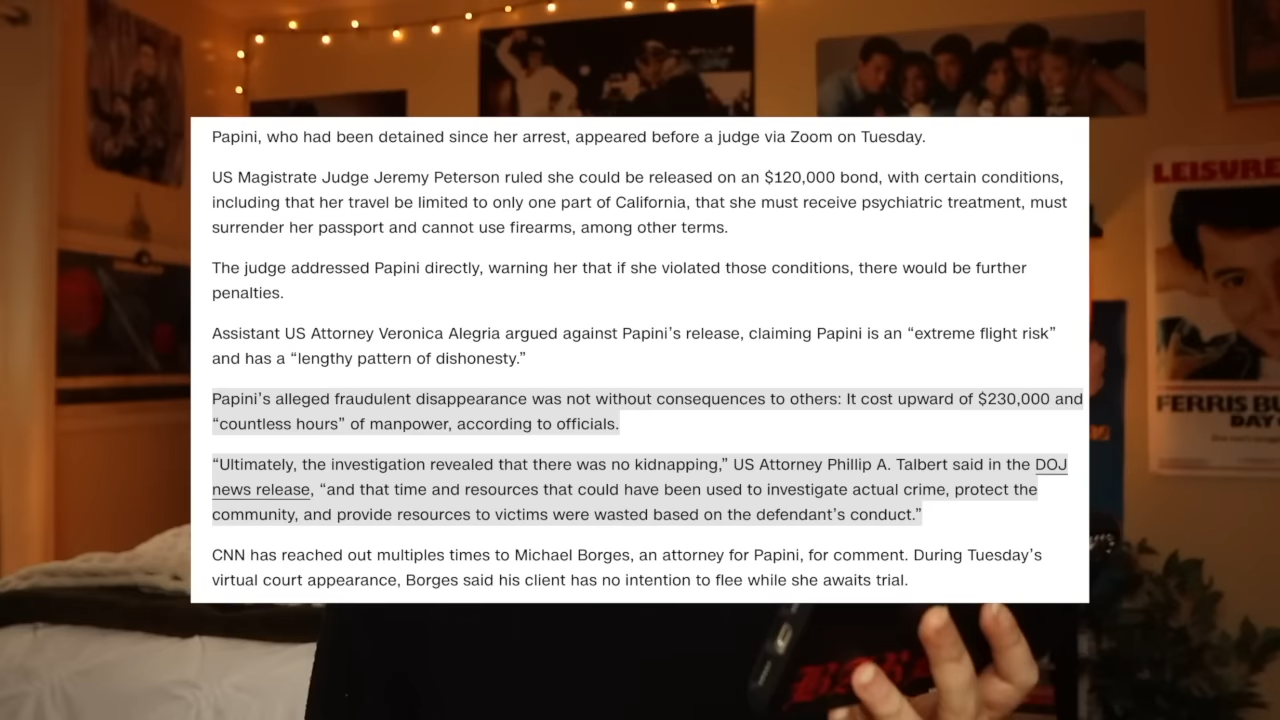 Papini, who had been detained since her arrest, appeared before a judge via Zoom on Tuesday.
US Magistrate Judge Jeremy Peterson ruled she could be released on an $120,000 bond, with certain conditions,
including that her travel be limited to only one part of California, that she must receive psychiatric treatment, must
surrender her passport and cannot use firearms, among other terms.
The judge addressed Papini directly, warning her that if she violated those conditions, there would be further
penalties.
Assistant US Attorney Veronica Alegria argued against Papini’s release, claiming Papini is an “extreme flight risk”
and has a “lengthy pattern of dishonesty.”
Papini’s alleged fraudulent disappearance was not without consequences to others: It cost upward of $230,000 and
“countless hours” of manpower, according to officials.
“Ultimately, the investigation revealed that there was no kidnapping,” US Attorney Phillip A. Talbert said in the DOJ
news release, “and that time and resources that could have been used to investigate actual crime, protect the
community, and provide resources to victims were wasted based on the defendant’s conduct.”
CNN has reached out multiples times to Michael Borges, an attorney for Papini, for comment. During Tuesday’s
virtual court appearance, Borges said his client has no intention to flee while she awaits trial.
LEISURE
FERRIS BU
DAY